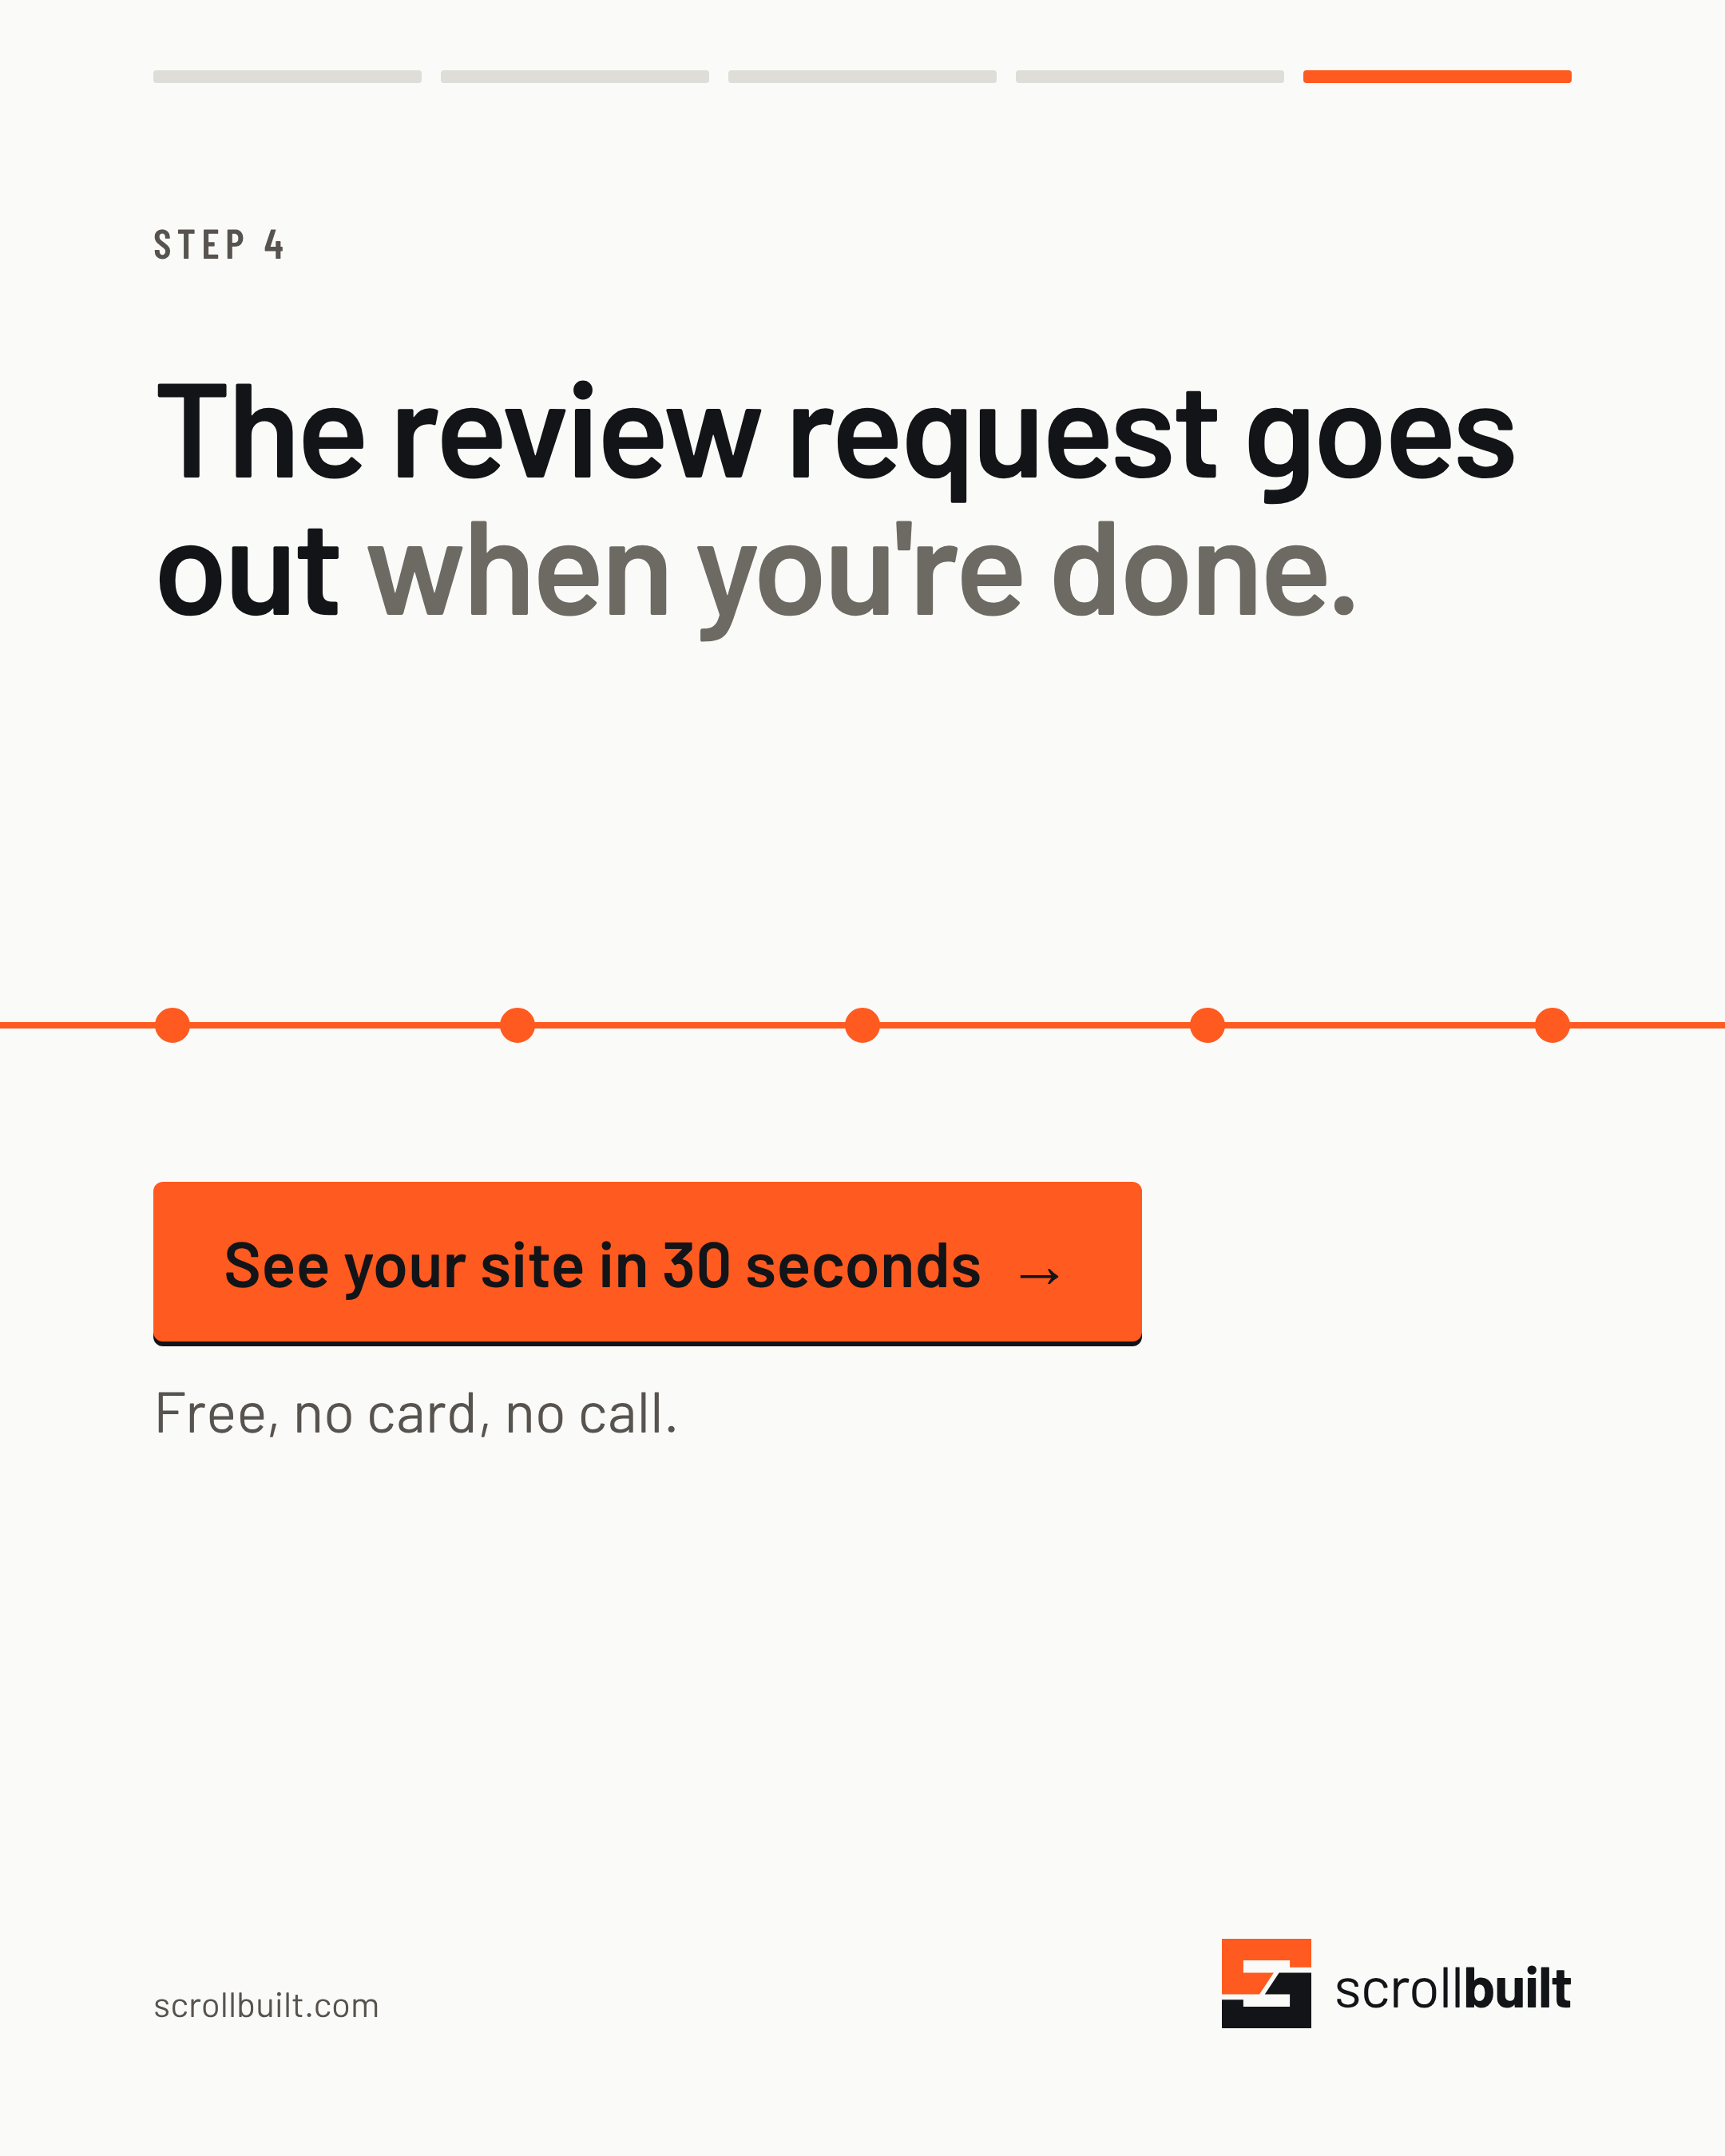 STEP 4
The review request goes
out when you're done.
See your site in 30 seconds →
Free, no card, no call.
scrollbuilt.com
scrollbuilt